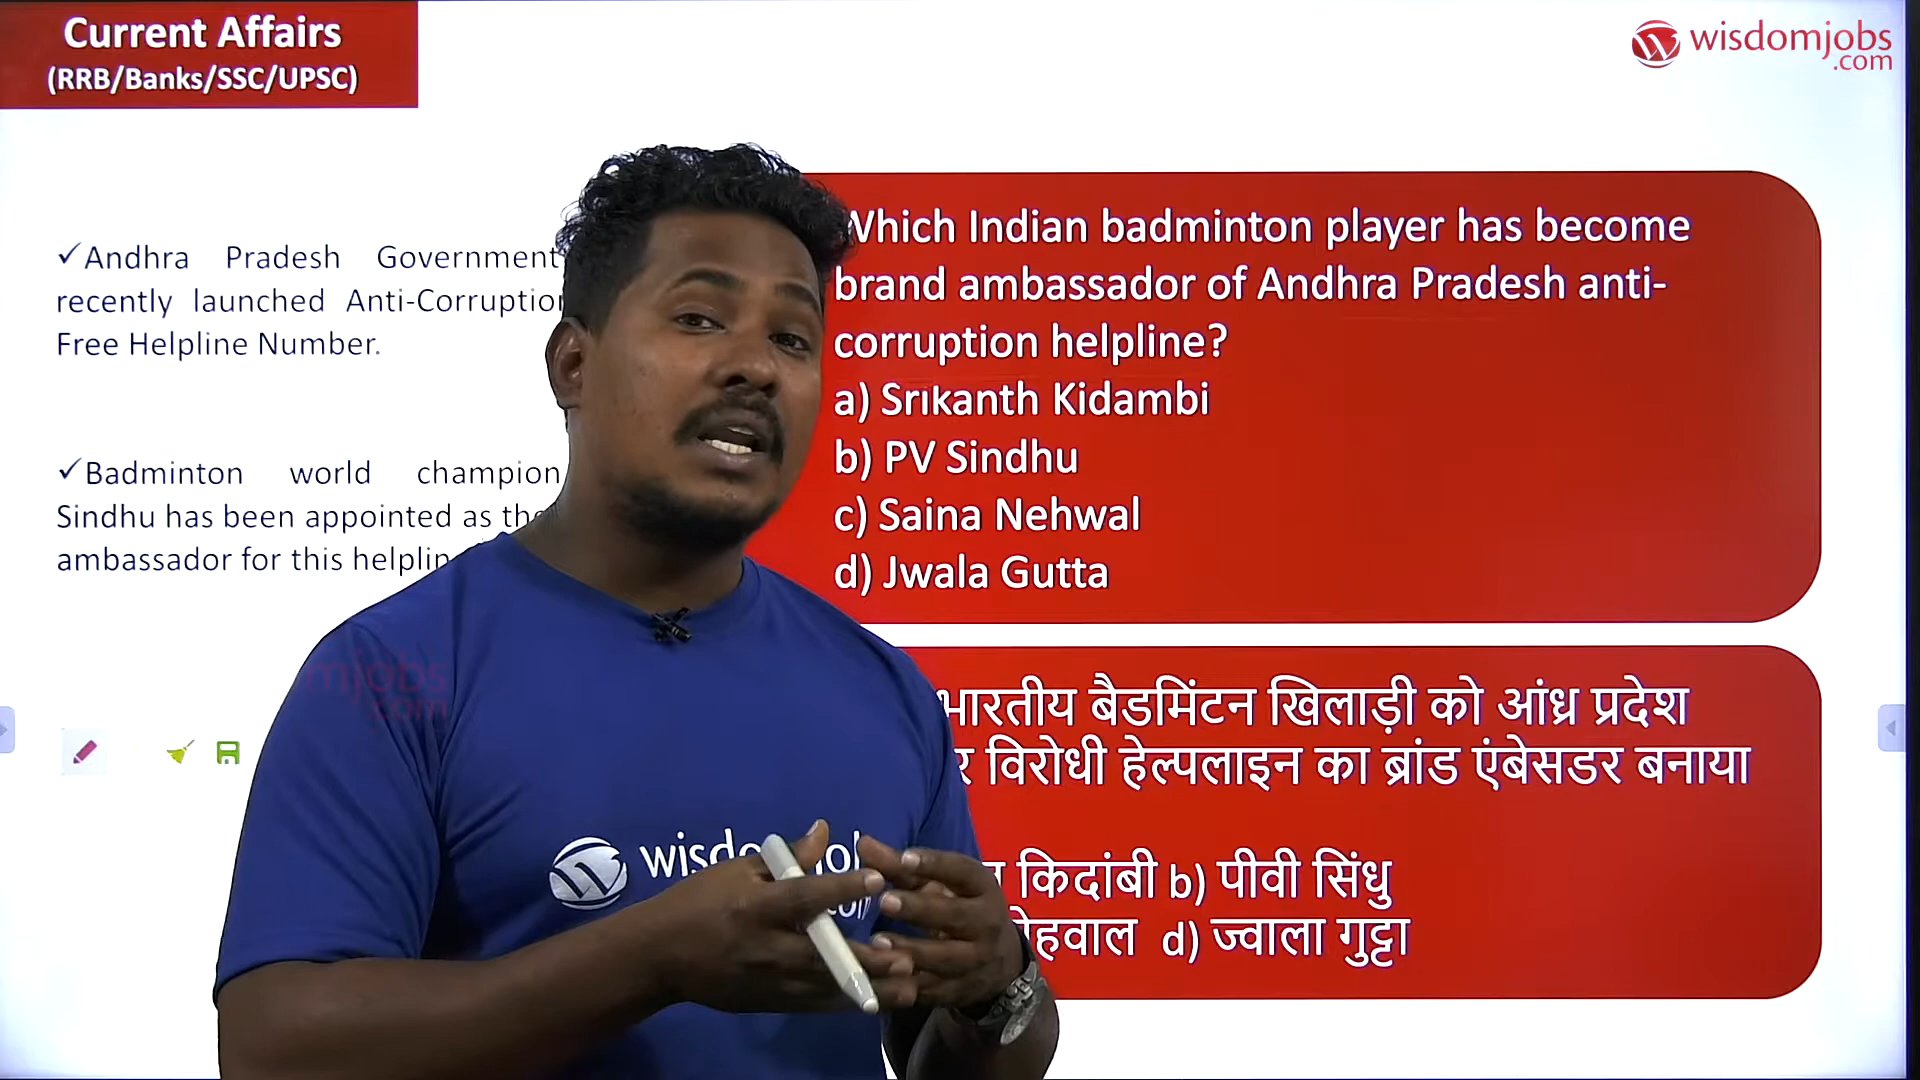 Current Affairs
(RRB/Banks/SSC/UPSC)
wisdomjobs
.com
✓Andhra Pradesh Government
recently launched Anti-Corruption
Free Helpline Number.
✓Badminton world champion
Sindhu has been appointed as the
ambassador for this
Which Indian badminton player has become
brand ambassador of Andhra Pradesh anti-
corruption helpline?
a) Srikanth Kidambi
b) PV Sindhu
c) Saina Nehwal
d) Jwala Gutta
भारतीय बैडमिंटन खिलाड़ी को आंध्र प्रदेश
विरोधी हेल्पलाइन का ब्रांड एंबेसडर बनाया
किदांबी b) पीवी सिंधु
d) ज्वाला गुट्टा
mjobs
.com